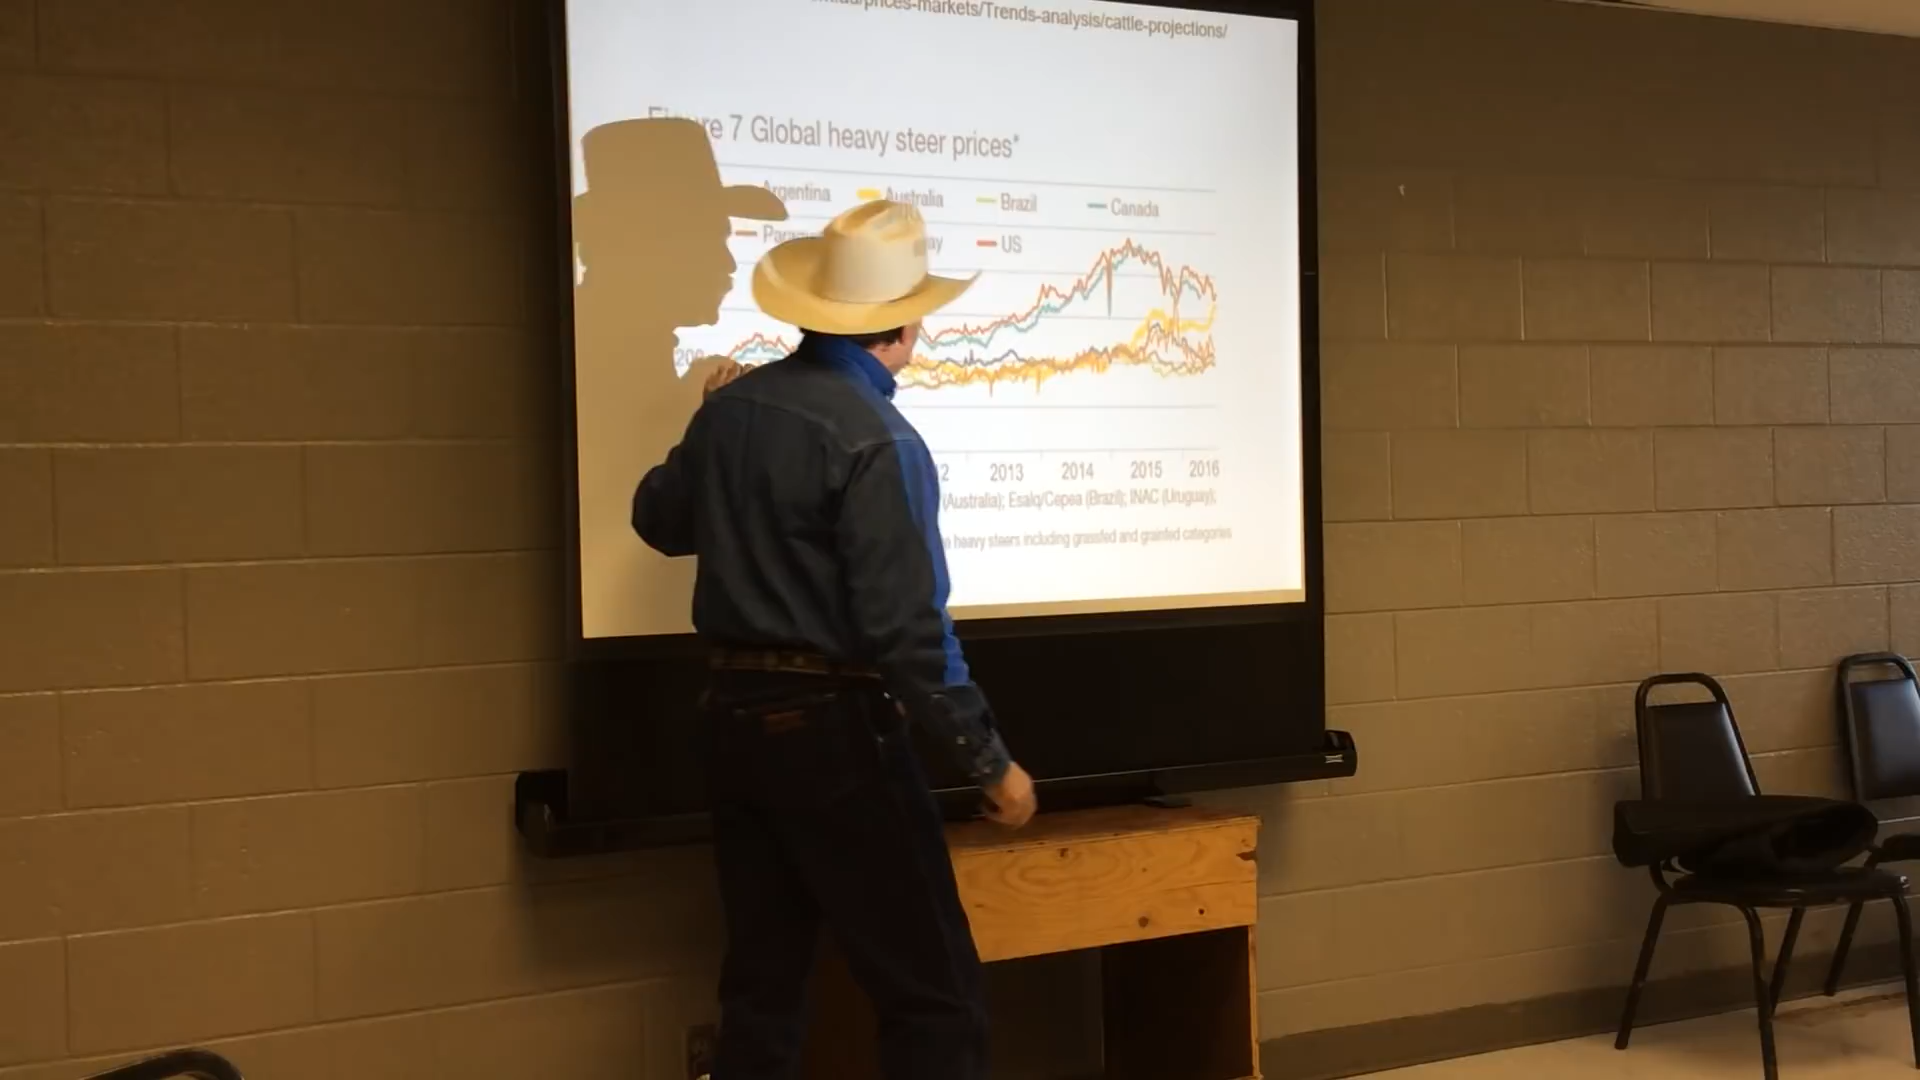 /prices-markets/Trends-analysis/cattle-projections/
7 Global heavy steer prices*
Argentina Australia Brazil Canada
US
200
2013 2014 2015 2016
(Australia); Esalq/Cepea (Brazil); INAC (Uruguay);
heavy steers including grassfed and grainfed categories